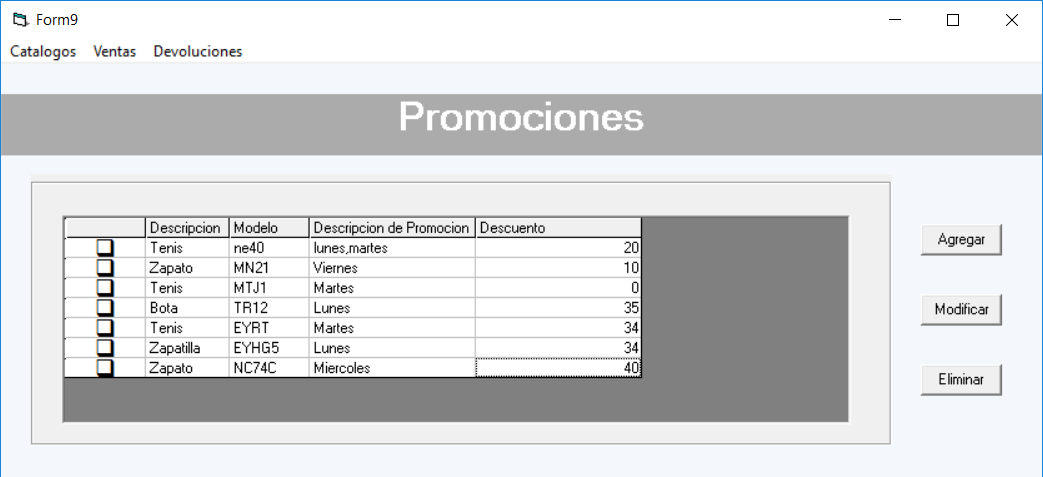 Form9
Catalogos Ventas Devoluciones
Promociones
Descripcion Modelo Descripcion de Promocion Descuento
Tenis ne40 lunes,martes 20
Zapato MN21 Viernes 10
Tenis MTJ1 Martes 0
Bota TR12 Lunes 35
Tenis EYRT Martes 34
Zapatilla EYHG5 Lunes 34
Zapato NC74C Miercoles 40
Agregar
Modificar
Eliminar